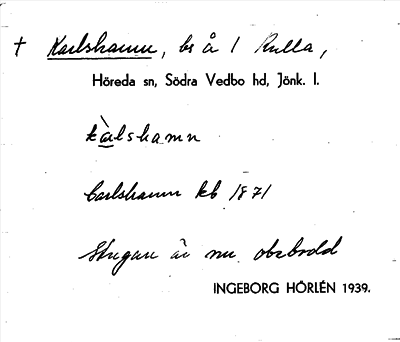 † Karlshamn, bs å 1 Rulla,
Höreda sn, Södra Vedbo hd, Jönk. l.
kàlshamn
Carlshamn kb 1871
Stugan är nu obebodd
INGEBORG HÖRLÉN 1939.